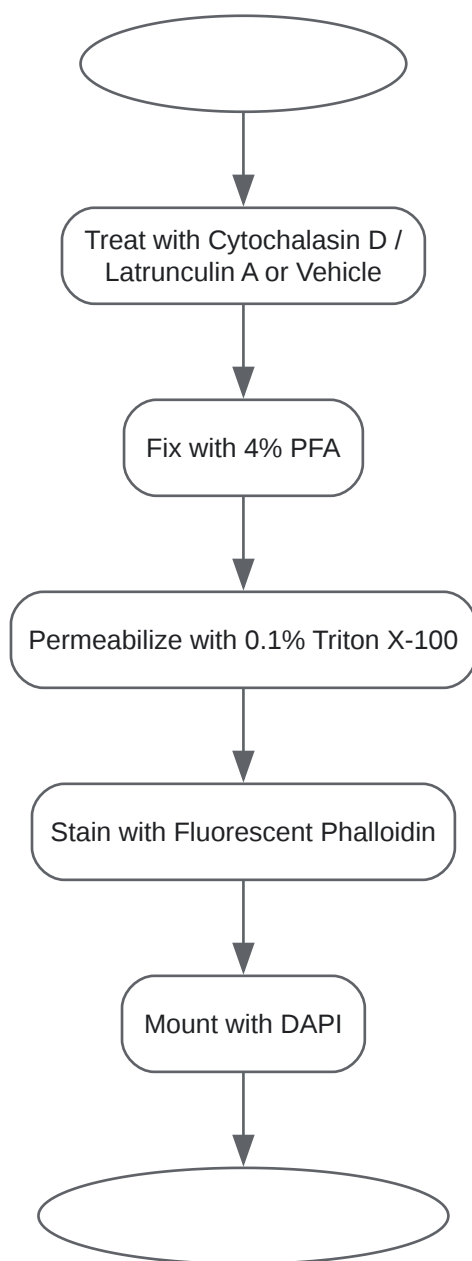 Treat with Cytochalasin D /
Latrunculin A or Vehicle
Fix with 4% PFA
Permeabilize with 0.1% Triton X-100
Stain with Fluorescent Phalloidin
Mount with DAPI